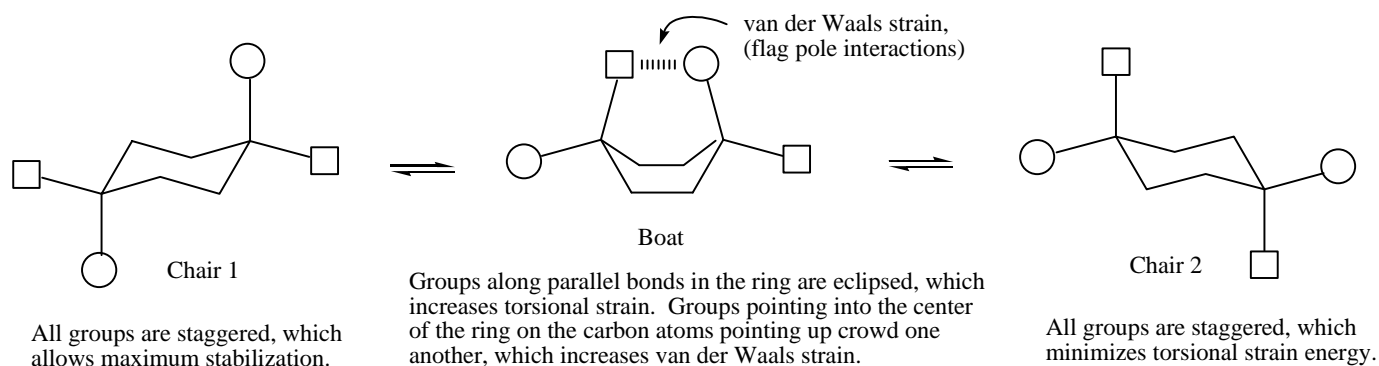 van der Waals strain,
(flag pole interactions)
Chair 1
Boat
Chair 2
All groups are staggered, which
allows maximum stabilization.
Groups along parallel bonds in the ring are eclipsed, which
increases torsional strain.  Groups pointing into the center
of the ring on the carbon atoms pointing up crowd one
another, which increases van der Waals strain.
All groups are staggered, which
minimizes torsional strain energy.